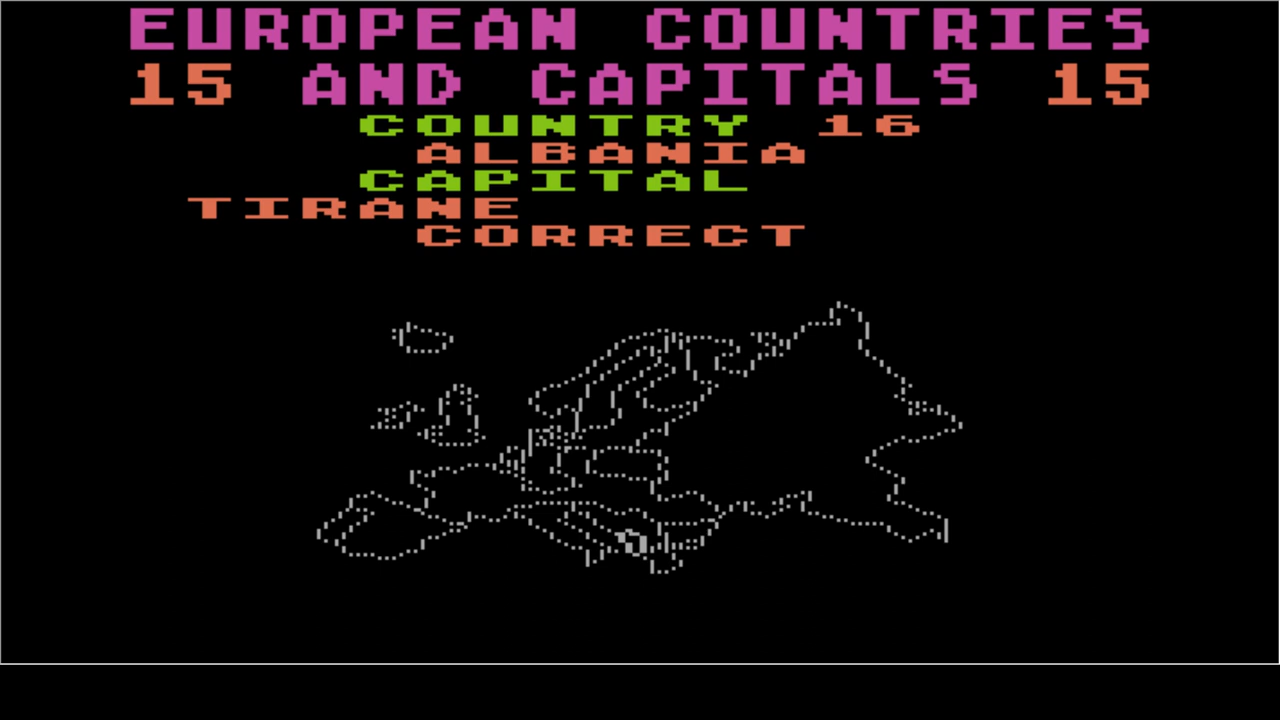 EUROPEAN COUNTRIES
15 AND CAPITALS 15
COUNTRY 16
ALBANIA
CAPITAL
TIRANE
CORRECT